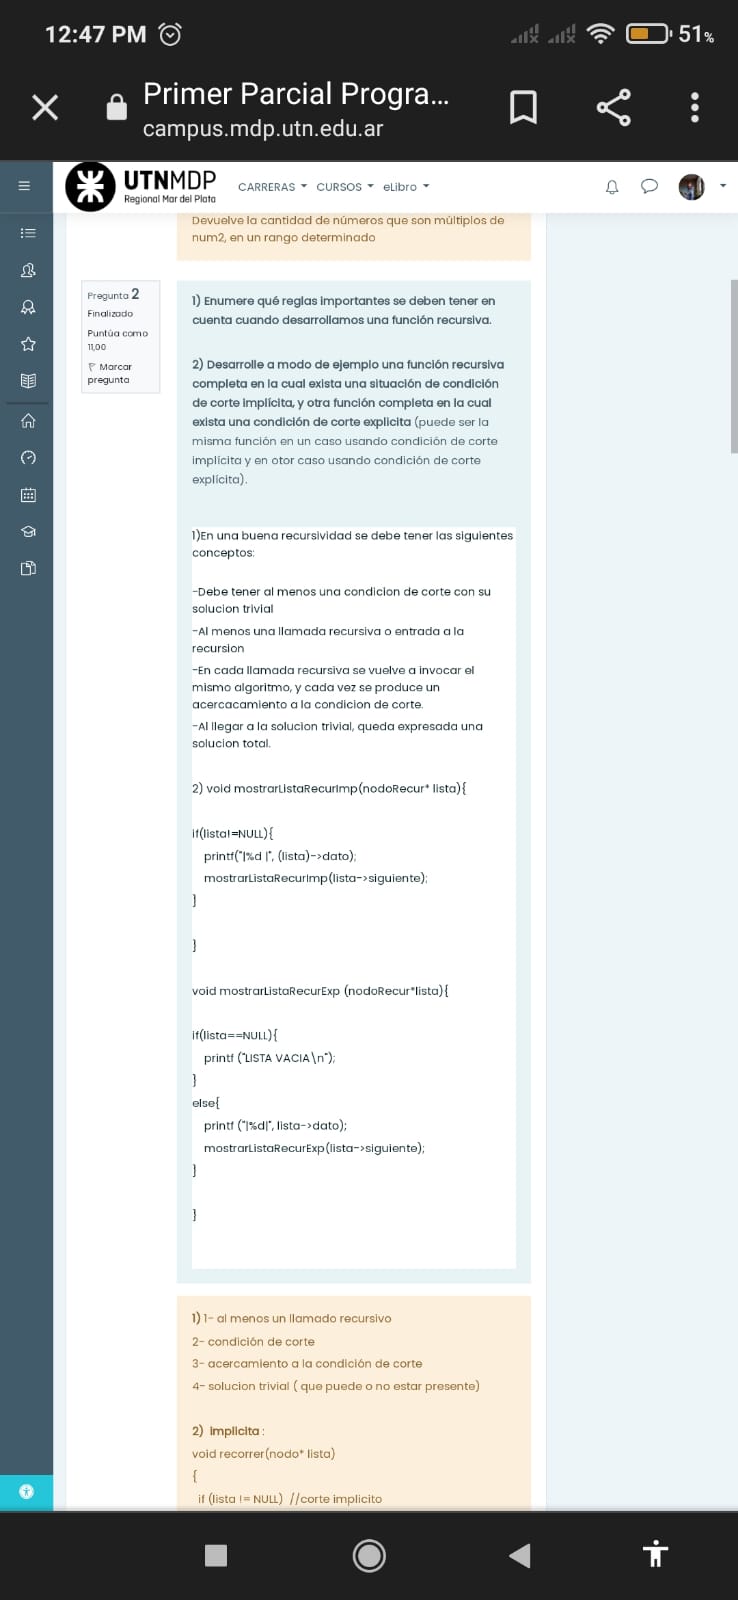 12:47 PM
51%
Primer Parcial Progra...
campus.mdp.utn.edu.ar
UTNMDP
Regional Mar del Plata
CARRERAS
CURSOS
eLibro
Devuelve la cantidad de números que son múltiplos de
num2, en un rango determinado
Pregunta 2
Finalizado
Puntúa como
11,00
Marcar
pregunta
1) Enumere qué reglas importantes se deben tener en
cuenta cuando desarrollamos una función recursiva.
2) Desarrolle a modo de ejemplo una función recursiva
completa en la cual exista una situación de condición
de corte implícita, y otra función completa en la cual
exista una condición de corte explicita (puede ser la
misma función en un caso usando condición de corte
implícita y en otor caso usando condición de corte
explícita).
1)En una buena recursividad se debe tener las siguientes
conceptos:
-Debe tener al menos una condicion de corte con su
solucion trivial
-Al menos una llamada recursiva o entrada a la
recursion
-En cada llamada recursiva se vuelve a invocar el
mismo algoritmo, y cada vez se produce un
acercacamiento a la condicion de corte.
-Al llegar a la solucion trivial, queda expresada una
solucion total.
2) void mostrarListaRecurImp(nodoRecur* lista){
if(lista!=NULL){
printf("|%d |", (lista)->dato);
mostrarListaRecurImp(lista->siguiente);
}
}
void mostrarListaRecurExp (nodoRecur*lista){
if(lista==NULL){
printf ("LISTA VACIA\n");
}
else{
printf ("|%d|", lista->dato);
mostrarListaRecurExp(lista->siguiente);
}
}
1) 1- al menos un llamado recursivo
2- condición de corte
3- acercamiento a la condición de corte
4- solucion trivial ( que puede o no estar presente)
2) implicita :
void recorrer(nodo* lista)
{
if (lista != NULL) //corte implicito